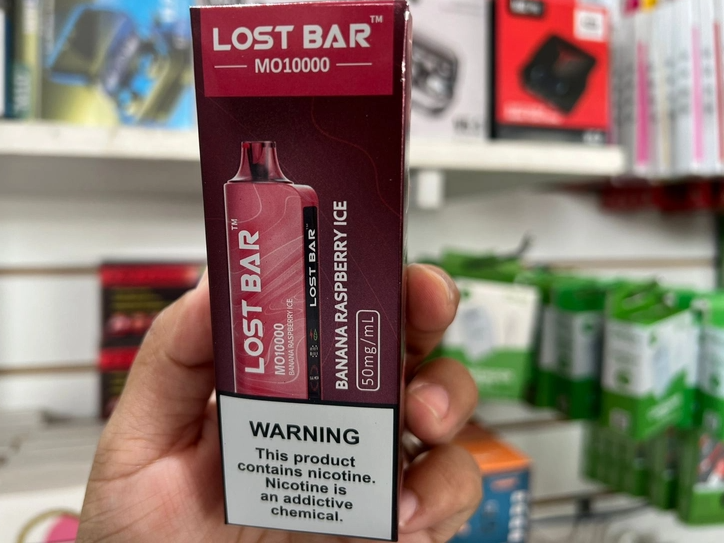 LOST BAR™
MO10000
LOST BAR™
MO10000
BANANA RASPBERRY ICE
LOST BAR
BANANA RASPBERRY ICE
50mg/mL
WARNING
This product
contains nicotine.
Nicotine is
an addictive
chemical.